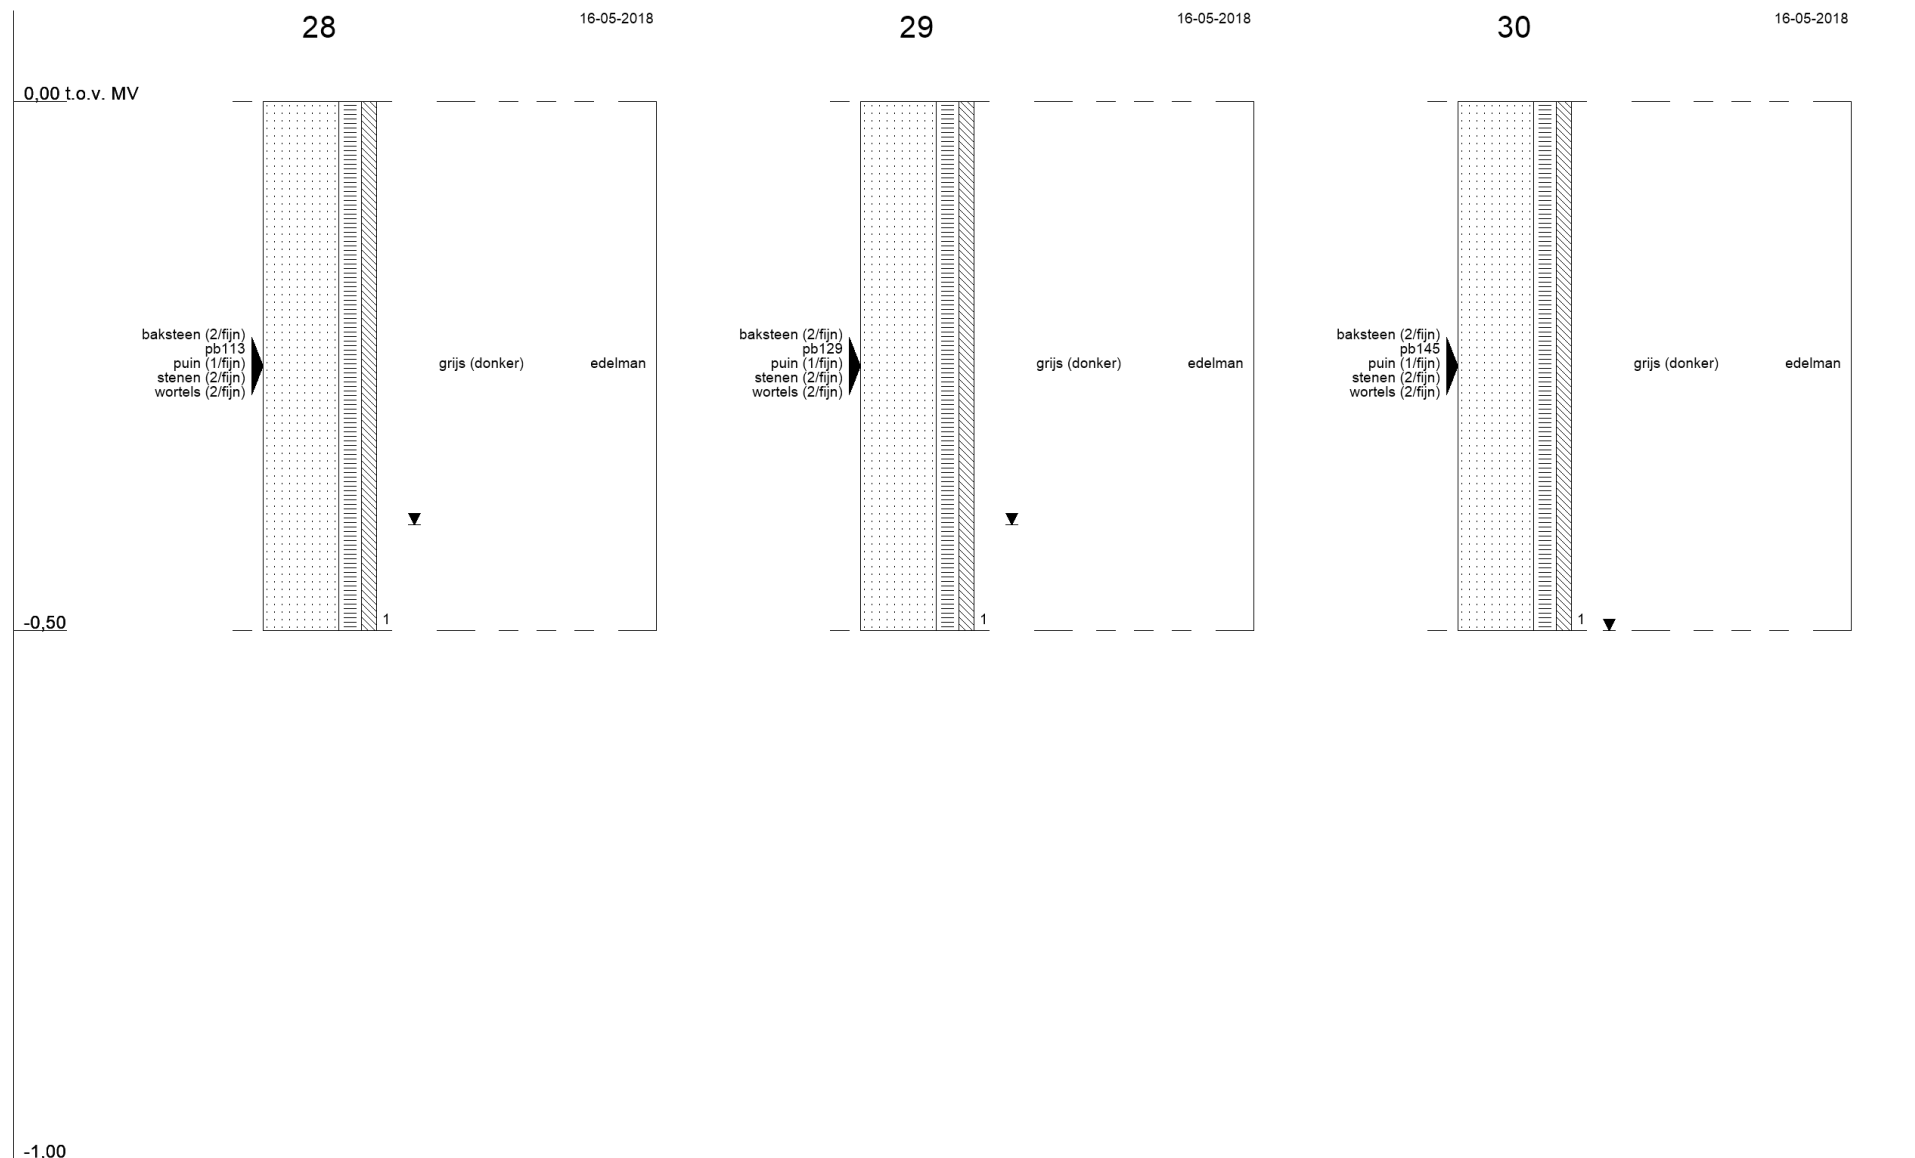 28
16-05-2018
29
16-05-2018
30
16-05-2018
0,00 t.o.v. MV
baksteen (2/fijn)
pb113
puin (1/fijn)
stenen (2/fijn)
wortels (2/fijn)
grijs (donker)
edelman
1
baksteen (2/fijn)
pb129
puin (1/fijn)
stenen (2/fijn)
wortels (2/fijn)
grijs (donker)
edelman
1
baksteen (2/fijn)
pb145
puin (1/fijn)
stenen (2/fijn)
wortels (2/fijn)
grijs (donker)
edelman
1
-0,50
-1,00